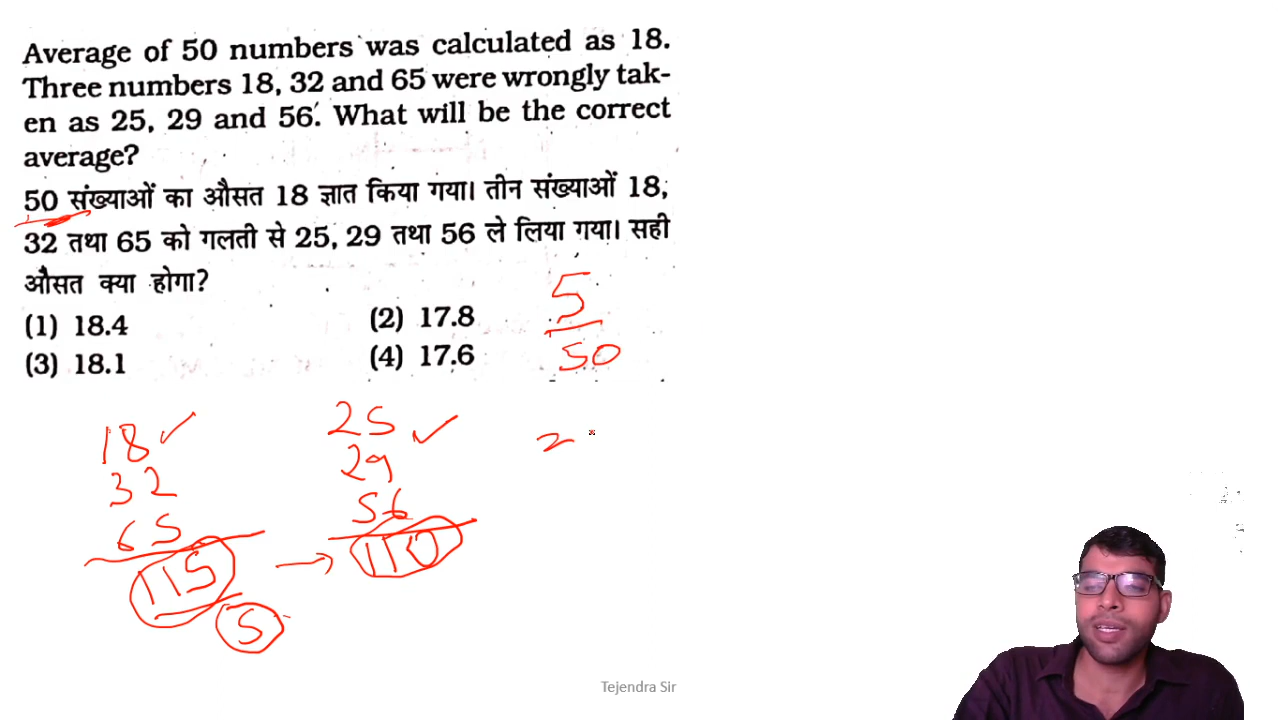 Average of 50 numbers was calculated as 18.
Three numbers 18, 32 and 65 were wrongly tak-
en as 25, 29 and 56. What will be the correct
average?
50 संख्याओं का औसत 18 ज्ञात किया गया। तीन संख्याओं 18,
32 तथा 65 को गलती से 25, 29 तथा 56 ले लिया गया। सही
औसत क्या होगा?
(1) 18.4 (2) 17.8
(3) 18.1 (4) 17.6
5
50
=
18
32
65
115
5
25
29
56
110
Tejendra Sir